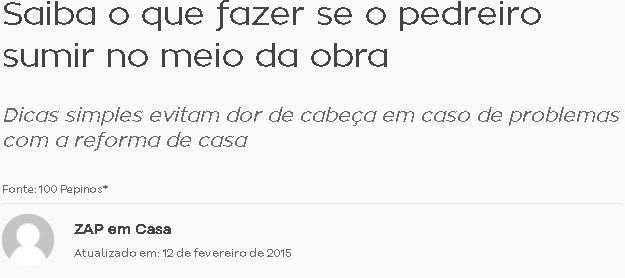 Saiba o que fazer se o pedreiro
sumir no meio da obra
Dicas simples evitam dor de cabeça em caso de problemas
com a reforma de casa
Fonte: 100 Pepinos*
ZAP em Casa
Atualizado em: 12 de fevereiro de 2015